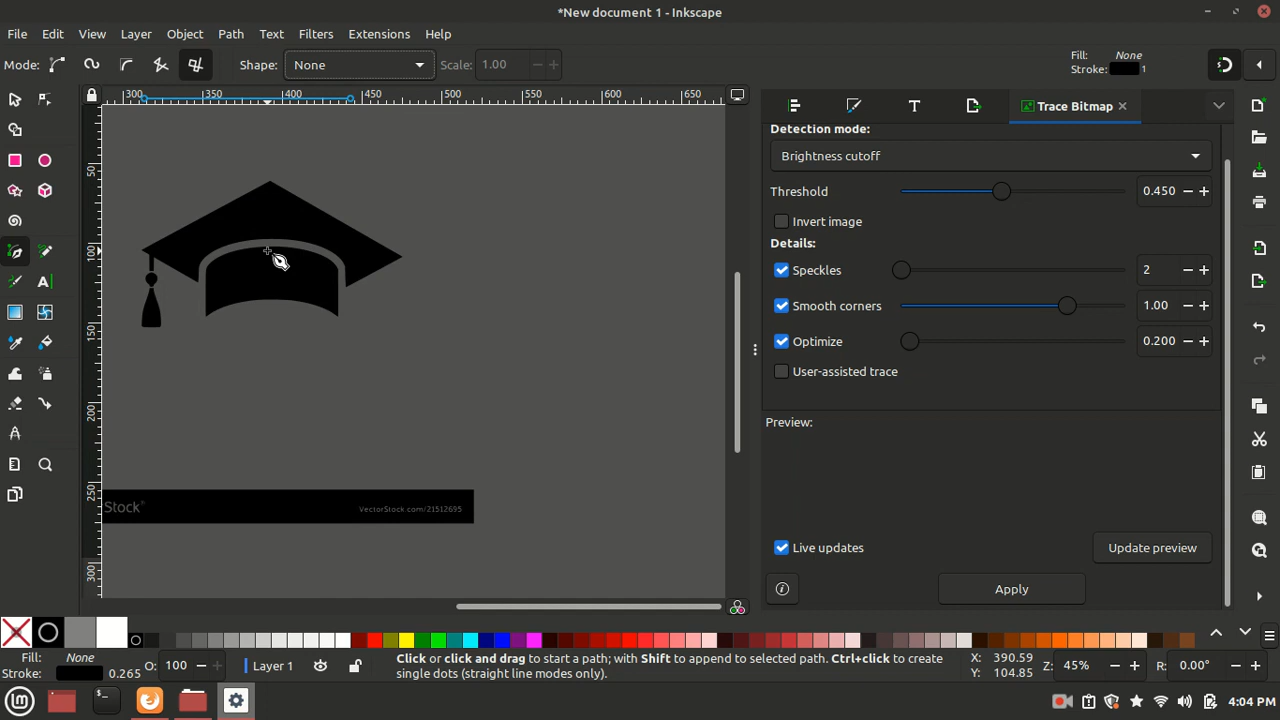 *New document 1 - Inkscape
File Edit View Layer Object Path Text Filters Extensions Help
Mode: Shape: None Scale: 1.00 Fill: None
Stroke: 1
300 350 400 450 500 550 600 650
Trace Bitmap
Detection mode:
Brightness cutoff
Threshold 0.450
Invert image
Details:
Speckles 2
Smooth corners 1.00
Optimize 0.200
User-assisted trace
Preview:
Live updates Update preview
Apply
50
100
150
200
250
300
Stock® VectorStock.com/21512695
Fill: None
Stroke: 0.265
O: 100
Layer 1
Click or click and drag to start a path; with Shift to append to selected path. Ctrl+click to create
single dots (straight line modes only).
X: 390.59
Y: 104.85
Z: 45%
R: 0.00°
4:04 PM